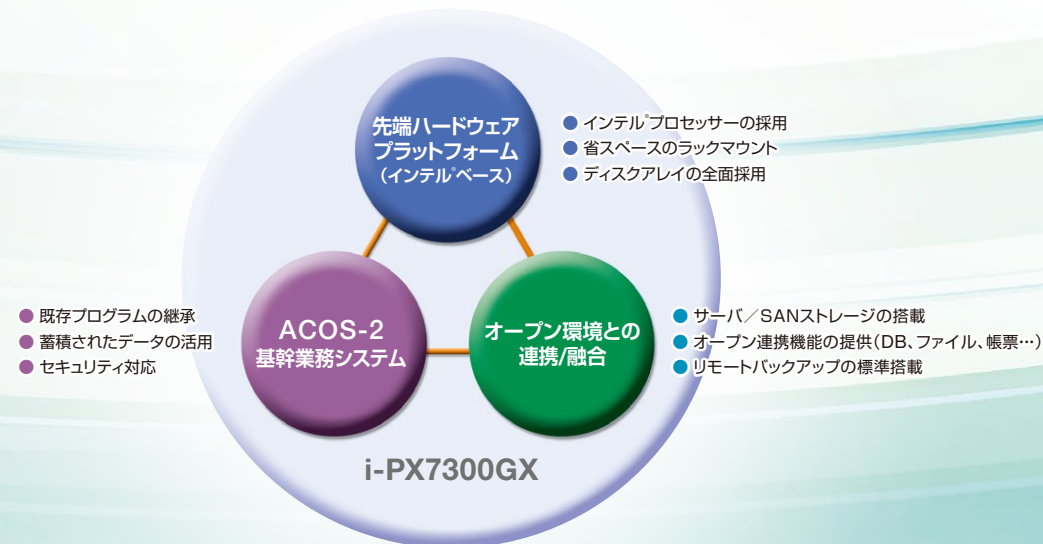 先端ハードウェア
プラットフォーム
(インテル®ベース)
● インテル®プロセッサーの採用
● 省スペースのラックマウント
● ディスクアレイの全面採用
ACOS-2
基幹業務システム
● 既存プログラムの継承
● 蓄積されたデータの活用
● セキュリティ対応
オープン環境との
連携/融合
● サーバ/SANストレージの搭載
● オープン連携機能の提供(DB、ファイル、帳票…)
● リモートバックアップの標準搭載
i-PX7300GX